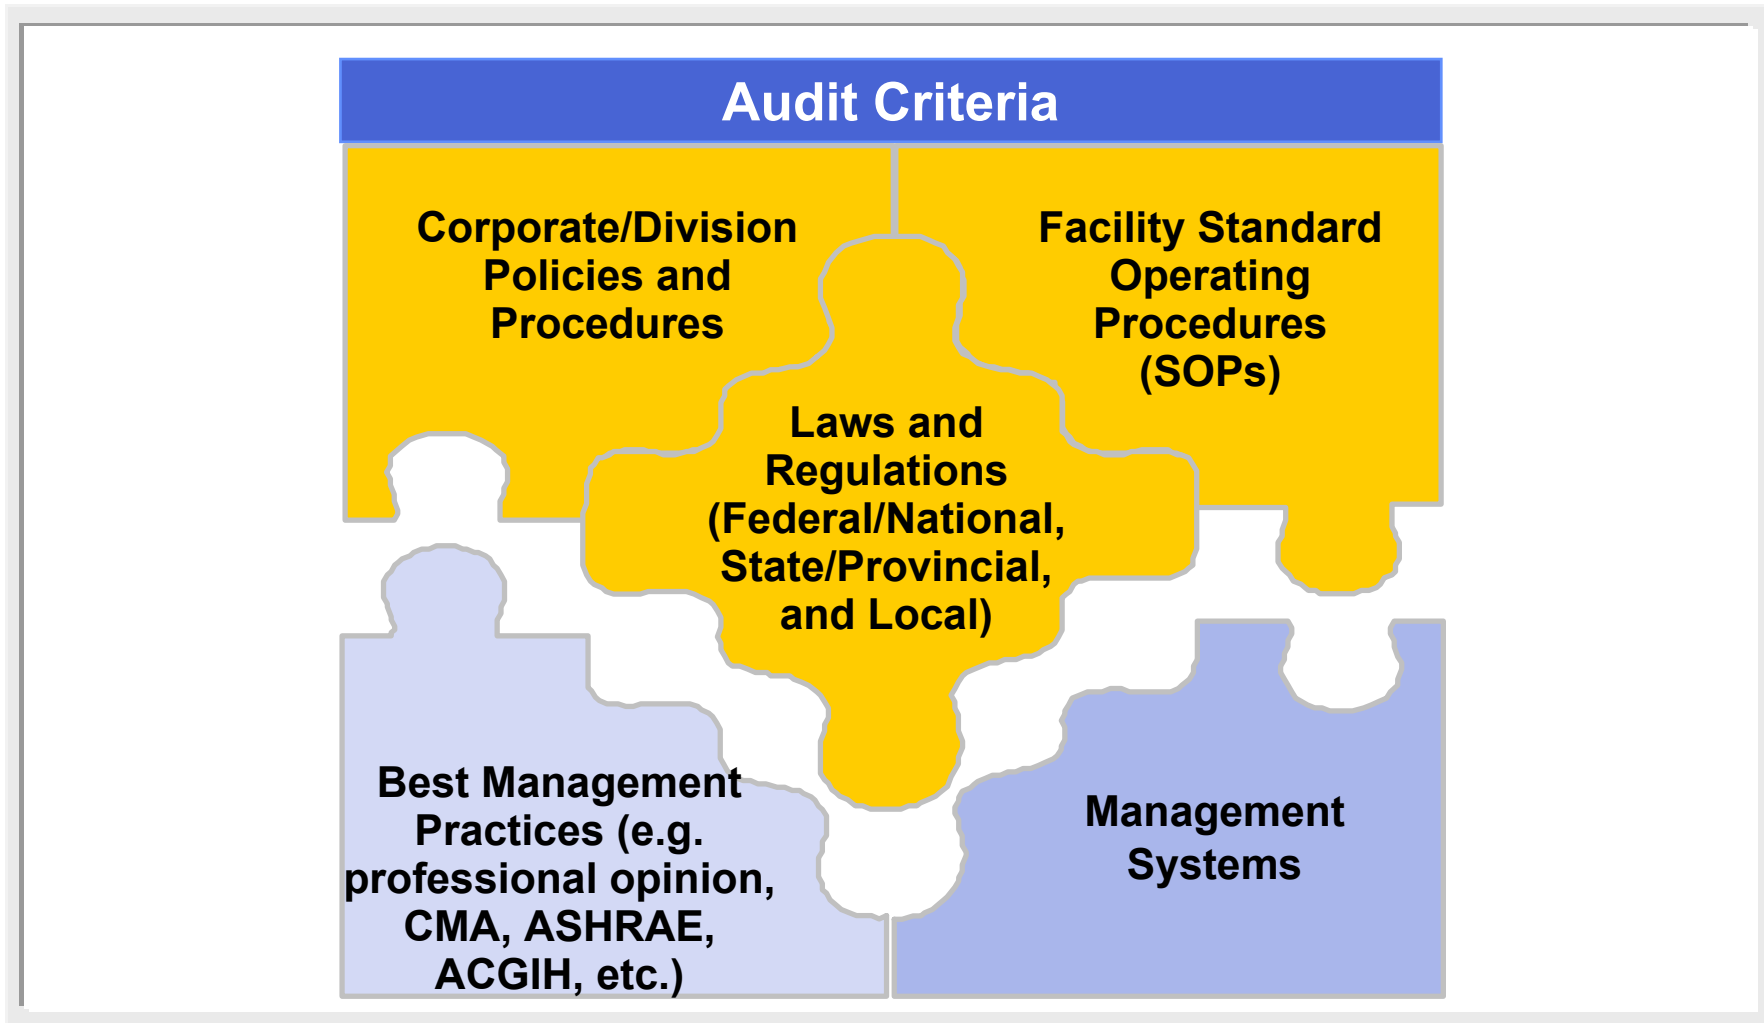 Audit Criteria
Corporate/Division
Policies and
Procedures
Facility Standard
Operating
Procedures
(SOPs)
Laws and
Regulations
(Federal/National,
State/Provincial,
and Local)
Best Management
Practices (e.g.
professional opinion,
CMA, ASHRAE,
ACGIH, etc.)
Management
Systems